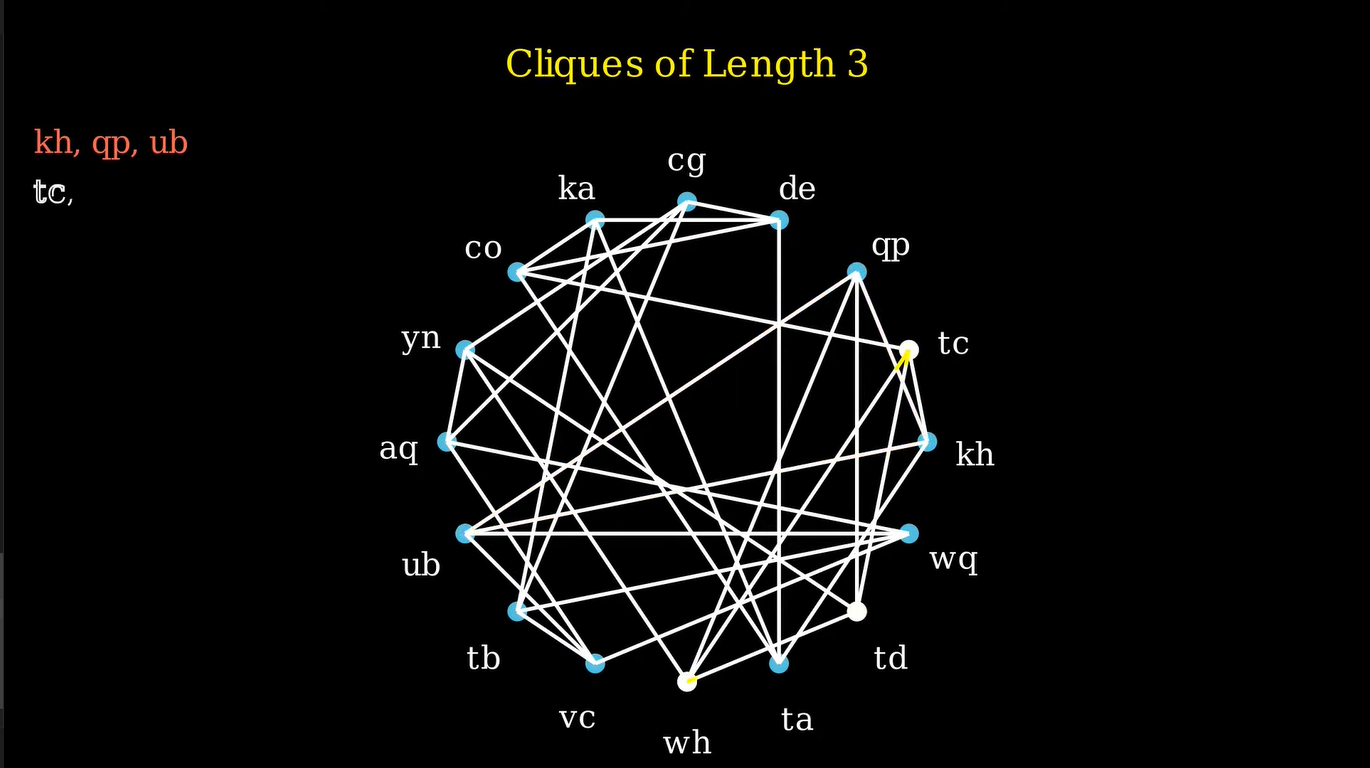 Cliques of Length 3
kh, qp, ub
tc,
cg
ka
de
co
qp
yn
tc
aq
kh
ub
wq
tb
td
vc
ta
wh